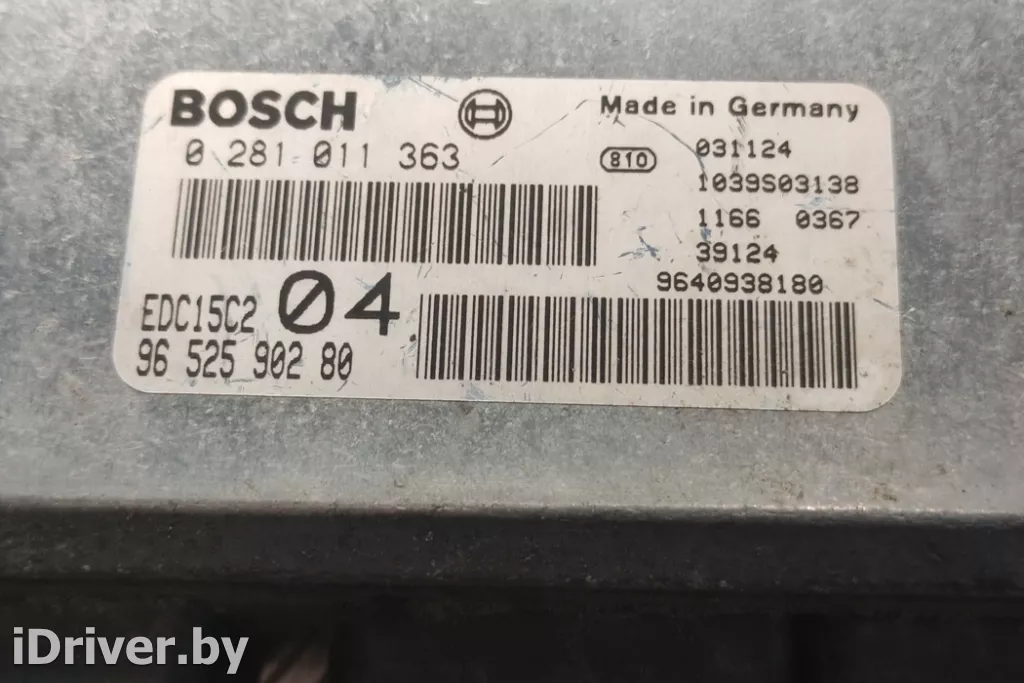 BOSCH
Made in Germany
0 281 011 363
810
031124
1039S03138
1166 0367
39124
9640938180
EDC15C2 04
96 525 902 80
iDriver.by